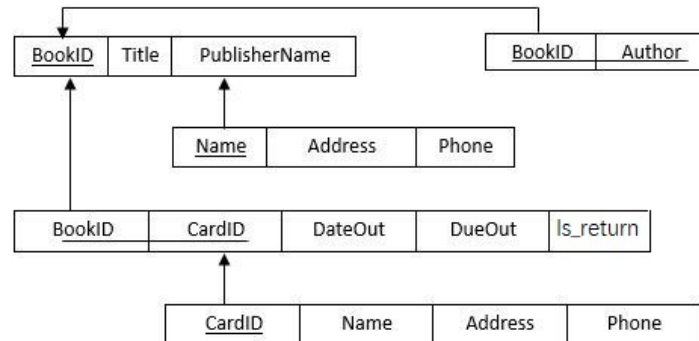 BookID Title PublisherName
BookID Author
Name Address Phone
BookID CardID DateOut DueOut Is_return
CardID Name Address Phone